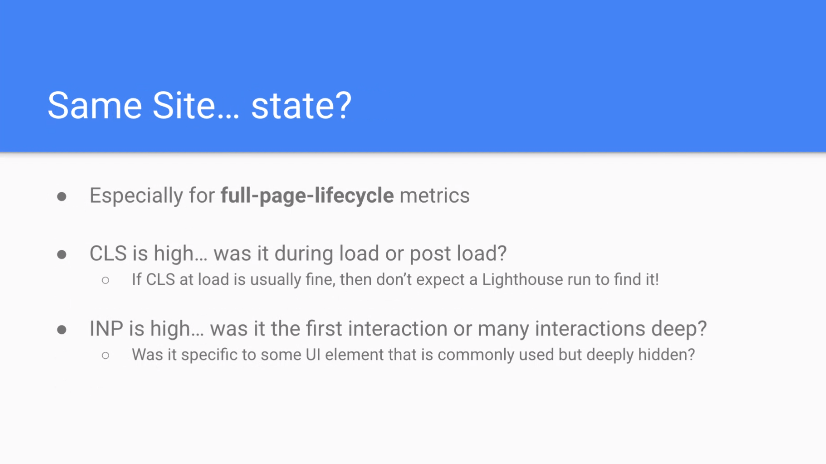 Same Site... state?
● Especially for full-page-lifecycle metrics
● CLS is high... was it during load or post load?
○ If CLS at load is usually fine, then don’t expect a Lighthouse run to find it!
● INP is high... was it the first interaction or many interactions deep?
○ Was it specific to some UI element that is commonly used but deeply hidden?